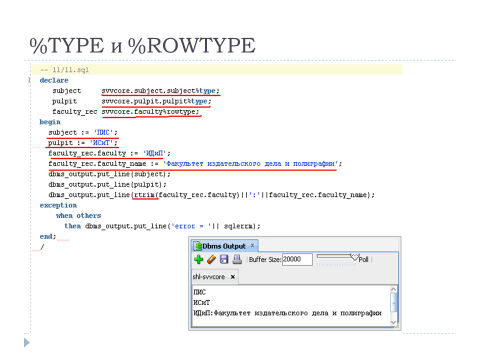 %TYPE и %ROWTYPE
-- 11/11.sql
declare
subject svvcore.subject.subject%type;
pulpit svvcore.pulpit.pulpit%type;
faculty_rec svvcore.faculty%rowtype;
begin
subject := 'ПИС';
pulpit := 'ИСиТ';
faculty_rec.faculty := 'ИДиП';
faculty_rec.faculty_name := 'Факультет издательского дела и полиграфии';
dbms_output.put_line(subject);
dbms_output.put_line(pulpit);
dbms_output.put_line(rtrim(faculty_rec.faculty)||':'||faculty_rec.faculty_name);
exception
when others
then dbms_output.put_line('error = '|| sqlerrm);
end;
/
Dbms Output ×
Buffer Size: 20000 Poll
shl-svvcore ×
ПИС
ИСиТ
ИДиП:Факультет издательского дела и полиграфии